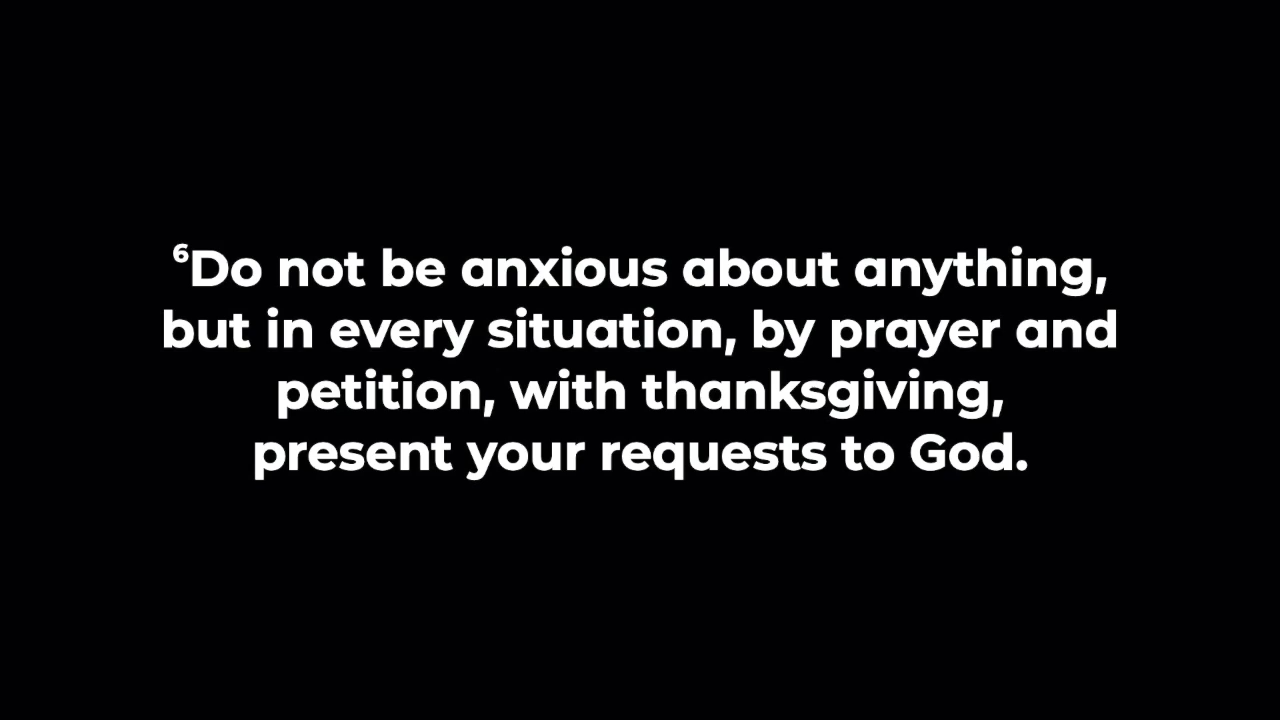 ⁶Do not be anxious about anything,
but in every situation, by prayer and
petition, with thanksgiving,
present your requests to God.